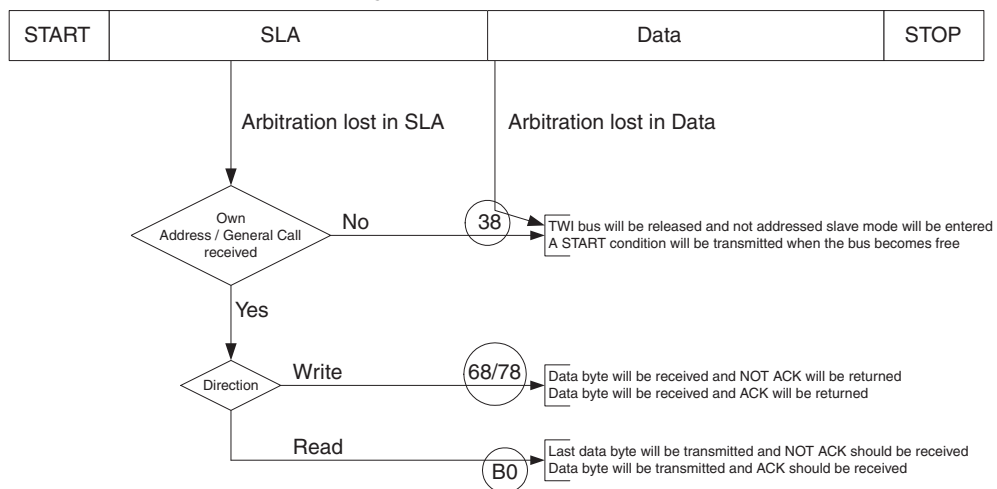 START SLA Data STOP
Arbitration lost in SLA Arbitration lost in Data
Own
Address / General Call
received
No
38
TWI bus will be released and not addressed slave mode will be entered
A START condition will be transmitted when the bus becomes free
Yes
Direction
Write
68/78
Data byte will be received and NOT ACK will be returned
Data byte will be received and ACK will be returned
Read
B0
Last data byte will be transmitted and NOT ACK should be received
Data byte will be transmitted and ACK should be received